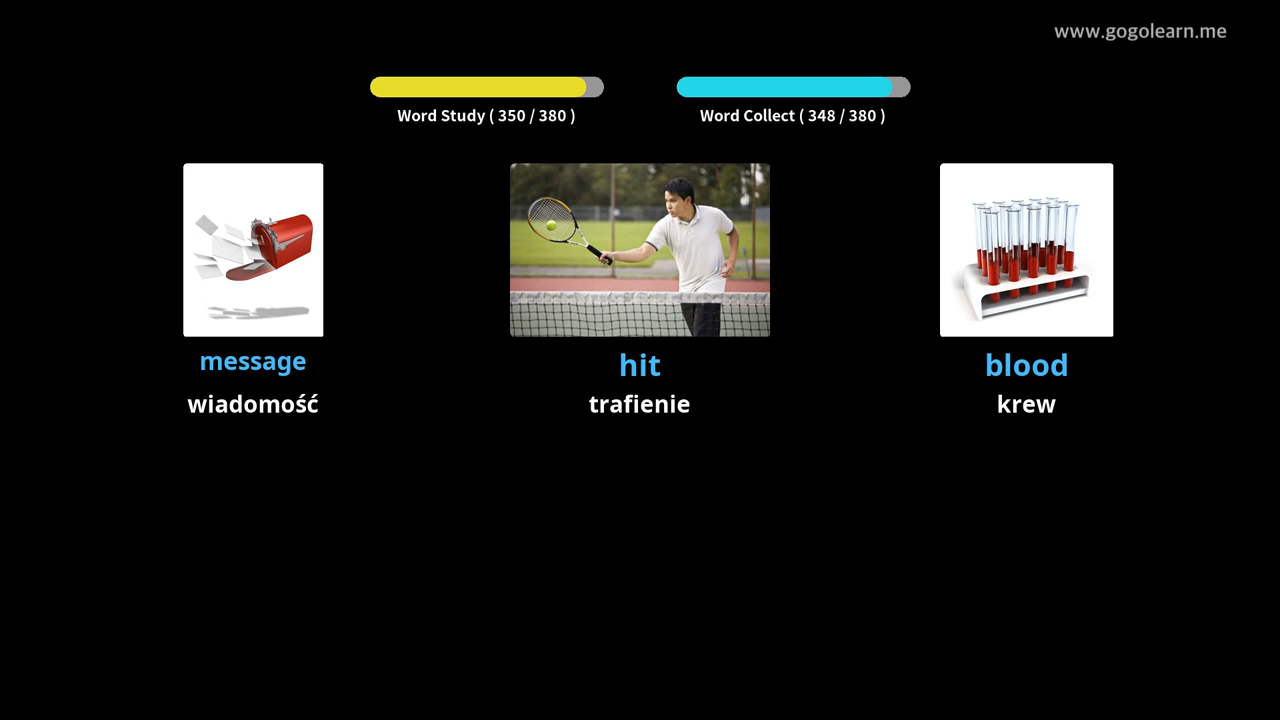 www.gogolearn.me
Word Study ( 350 / 380 )
Word Collect ( 348 / 380 )
message
hit
blood
wiadomość
trafienie
krew